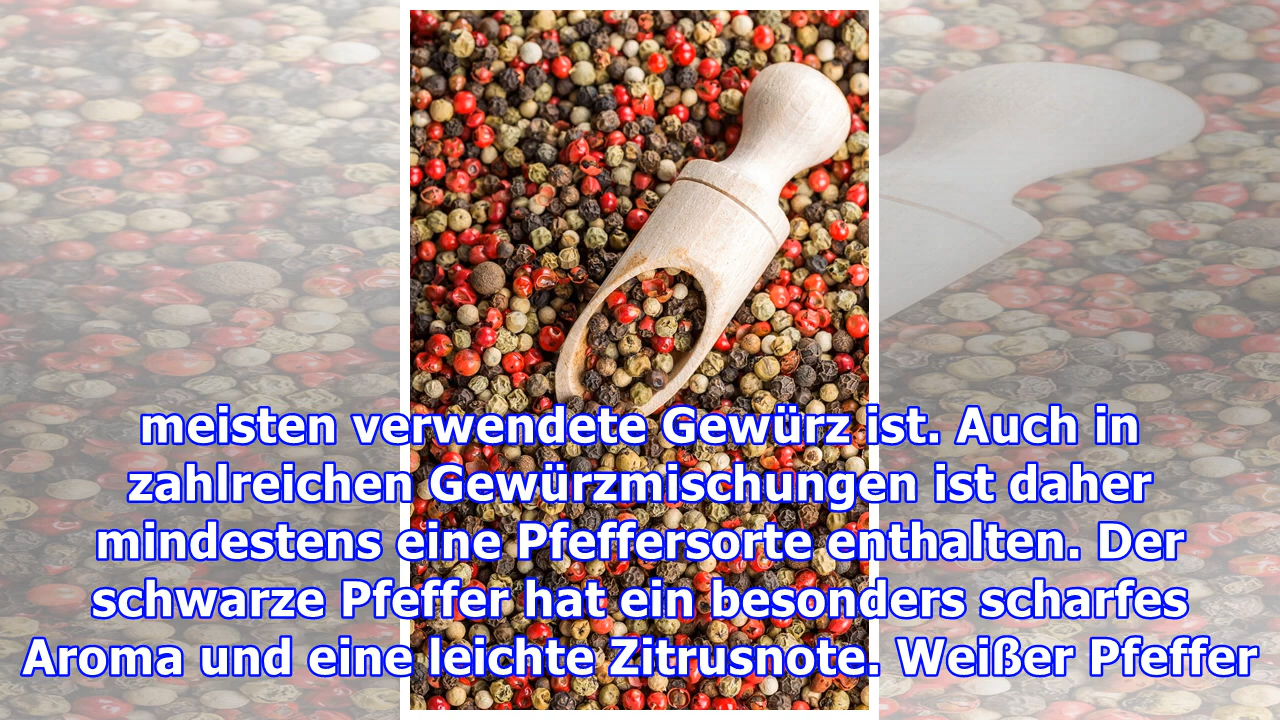 meisten verwendete Gewürz ist. Auch in
zahlreichen Gewürzmischungen ist daher
mindestens eine Pfeffersorte enthalten. Der
schwarze Pfeffer hat ein besonders scharfes
Aroma und eine leichte Zitrusnote. Weißer Pfeffer